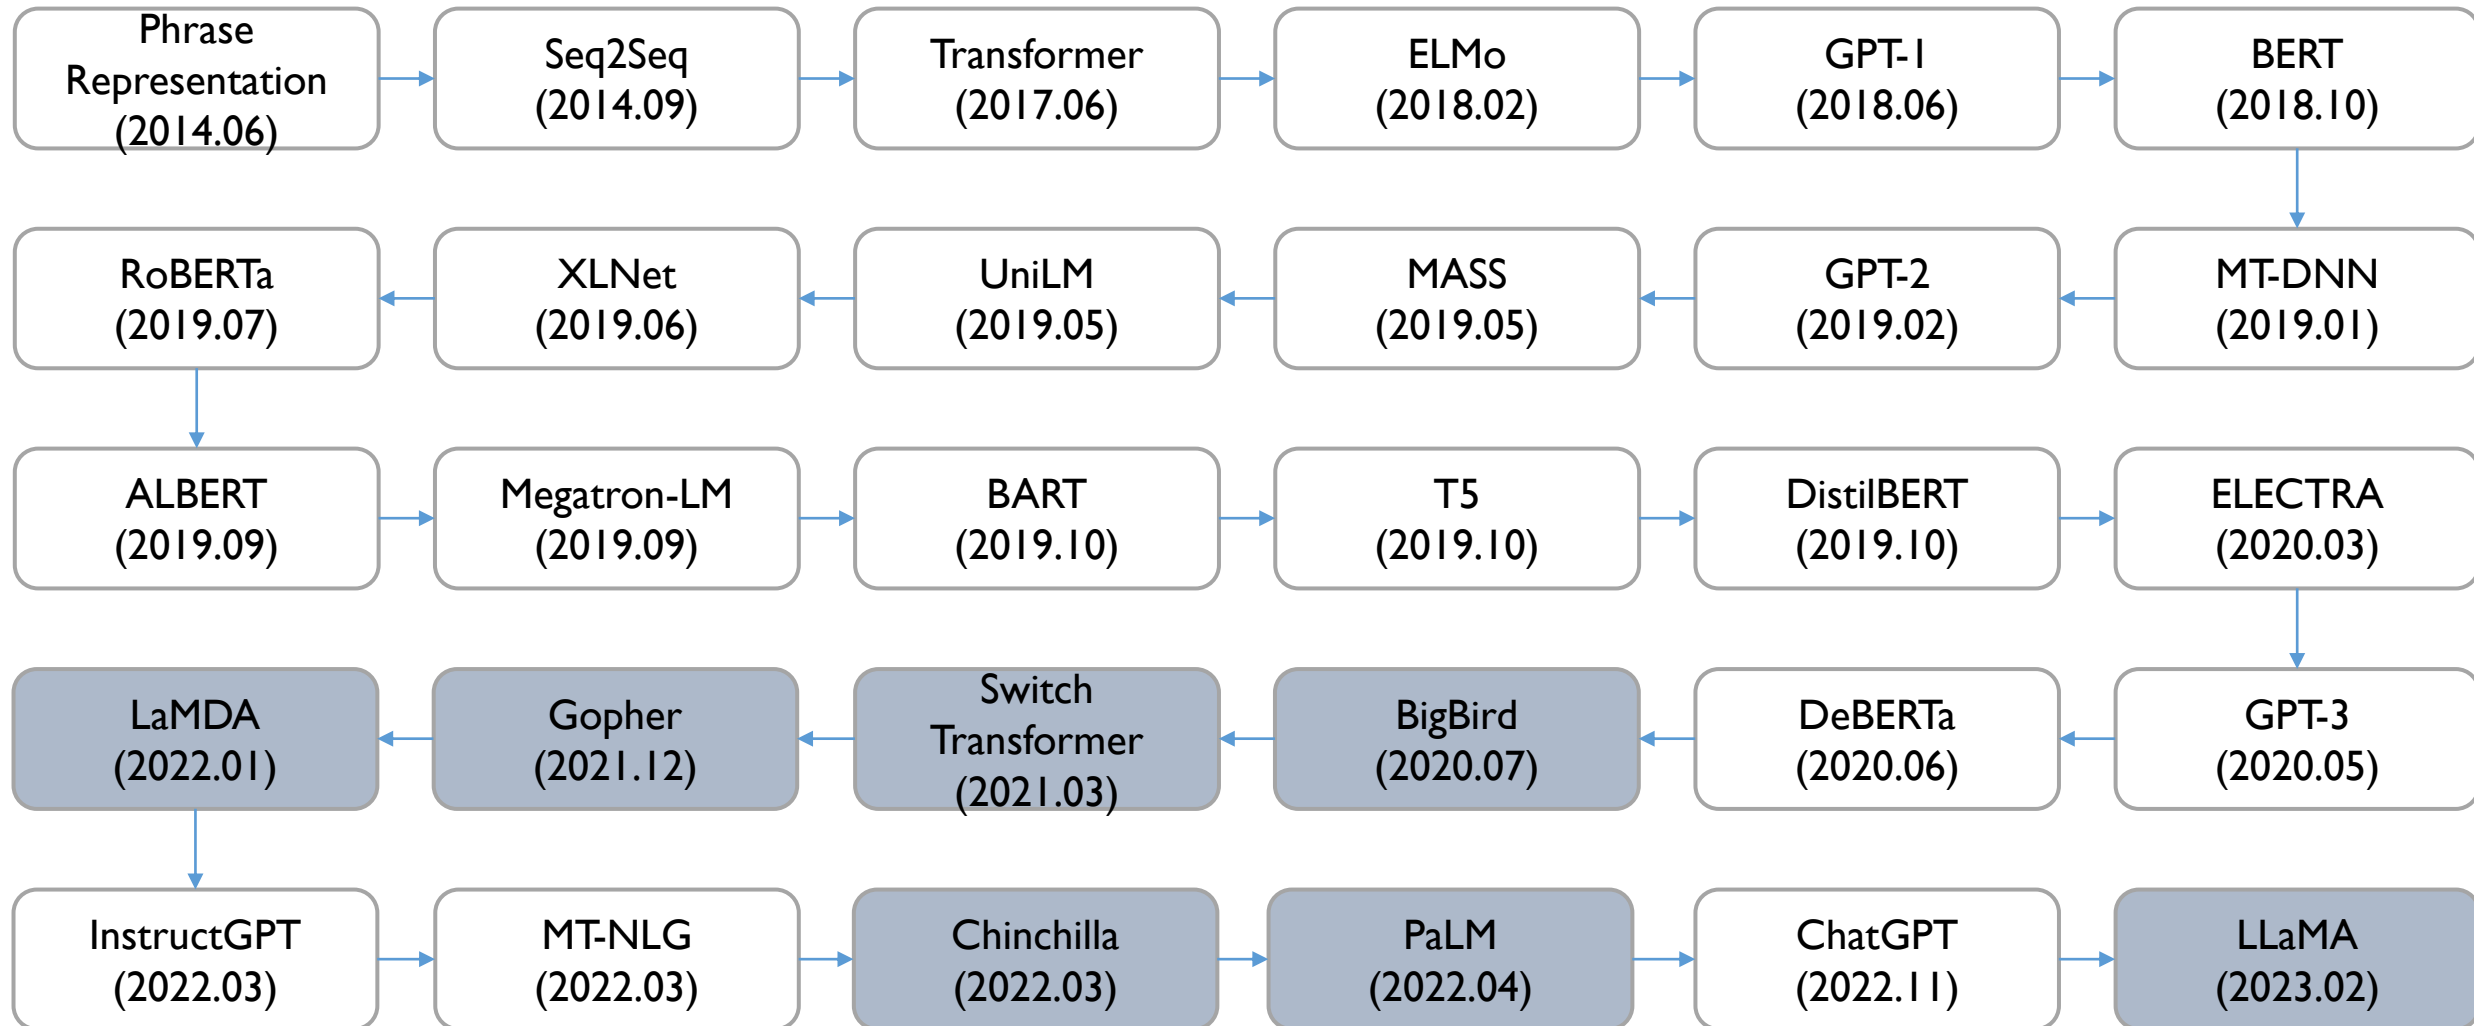 Phrase
Representation
(2014.06)
Seq2Seq
(2014.09)
Transformer
(2017.06)
ELMo
(2018.02)
GPT-1
(2018.06)
BERT
(2018.10)
RoBERTa
(2019.07)
XLNet
(2019.06)
UniLM
(2019.05)
MASS
(2019.05)
GPT-2
(2019.02)
MT-DNN
(2019.01)
ALBERT
(2019.09)
Megatron-LM
(2019.09)
BART
(2019.10)
T5
(2019.10)
DistilBERT
(2019.10)
ELECTRA
(2020.03)
LaMDA
(2022.01)
Gopher
(2021.12)
Switch
Transformer
(2021.03)
BigBird
(2020.07)
DeBERTa
(2020.06)
GPT-3
(2020.05)
InstructGPT
(2022.03)
MT-NLG
(2022.03)
Chinchilla
(2022.03)
PaLM
(2022.04)
ChatGPT
(2022.11)
LLaMA
(2023.02)